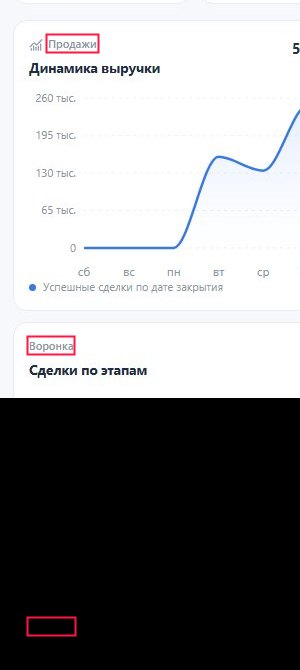 Продажи
5
Динамика выручки
260 тыс.
195 тыс.
130 тыс.
65 тыс.
0
сб вс пн вт ср
Успешные сделки по дате закрытия
Воронка
Сделки по этапам